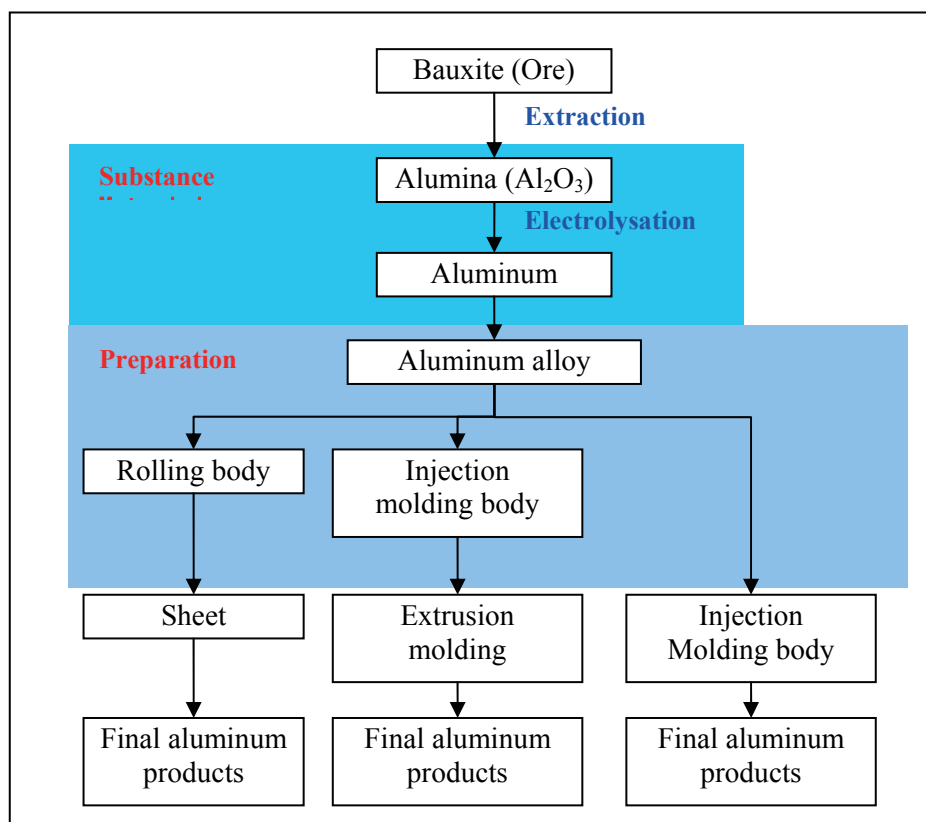 Bauxite (Ore)
Extraction
Substance
Alumina (Al₂O₃)
Electrolysation
Aluminum
Preparation
Aluminum alloy
Rolling body
Injection
molding body
Sheet
Extrusion
molding
Injection
Molding body
Final aluminum
products
Final aluminum
products
Final aluminum
products